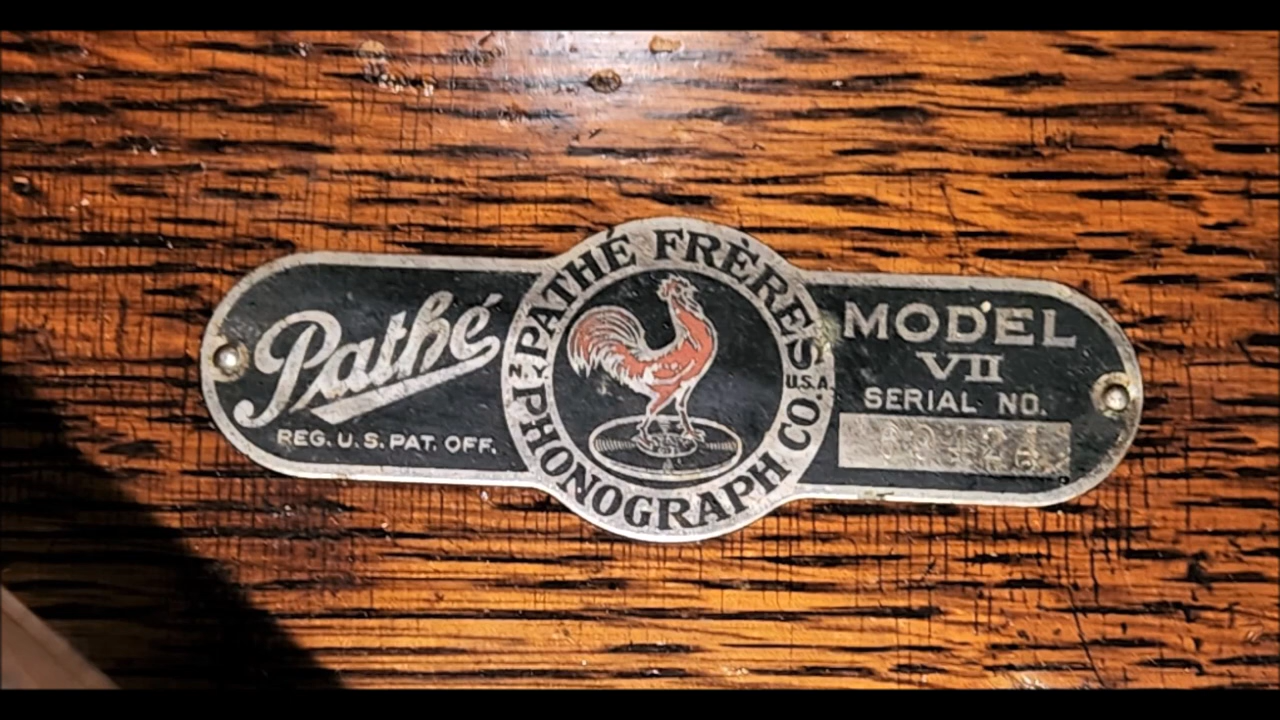 Pathé
REG. U.S. PAT. OFF.
PATHÉ FRÈRES
N.Y.
U.S.A.
PHONOGRAPH CO.
MODEL
VII
SERIAL NO.